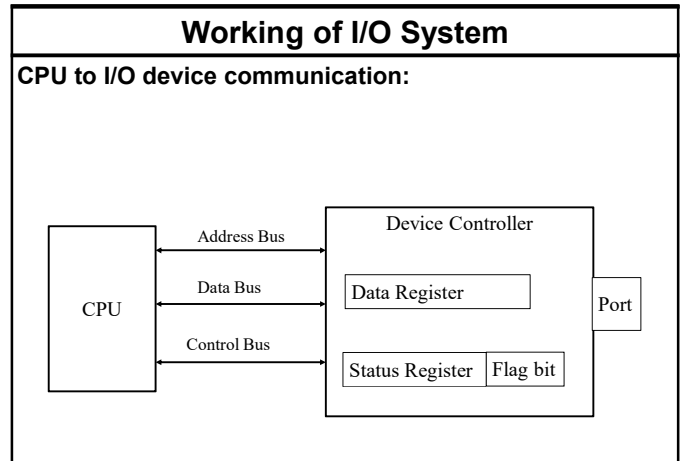 Working of I/O System
CPU to I/O device communication:
Device Controller
Address Bus
Data Bus
Data Register
CPU
Port
Control Bus
Status Register
Flag bit